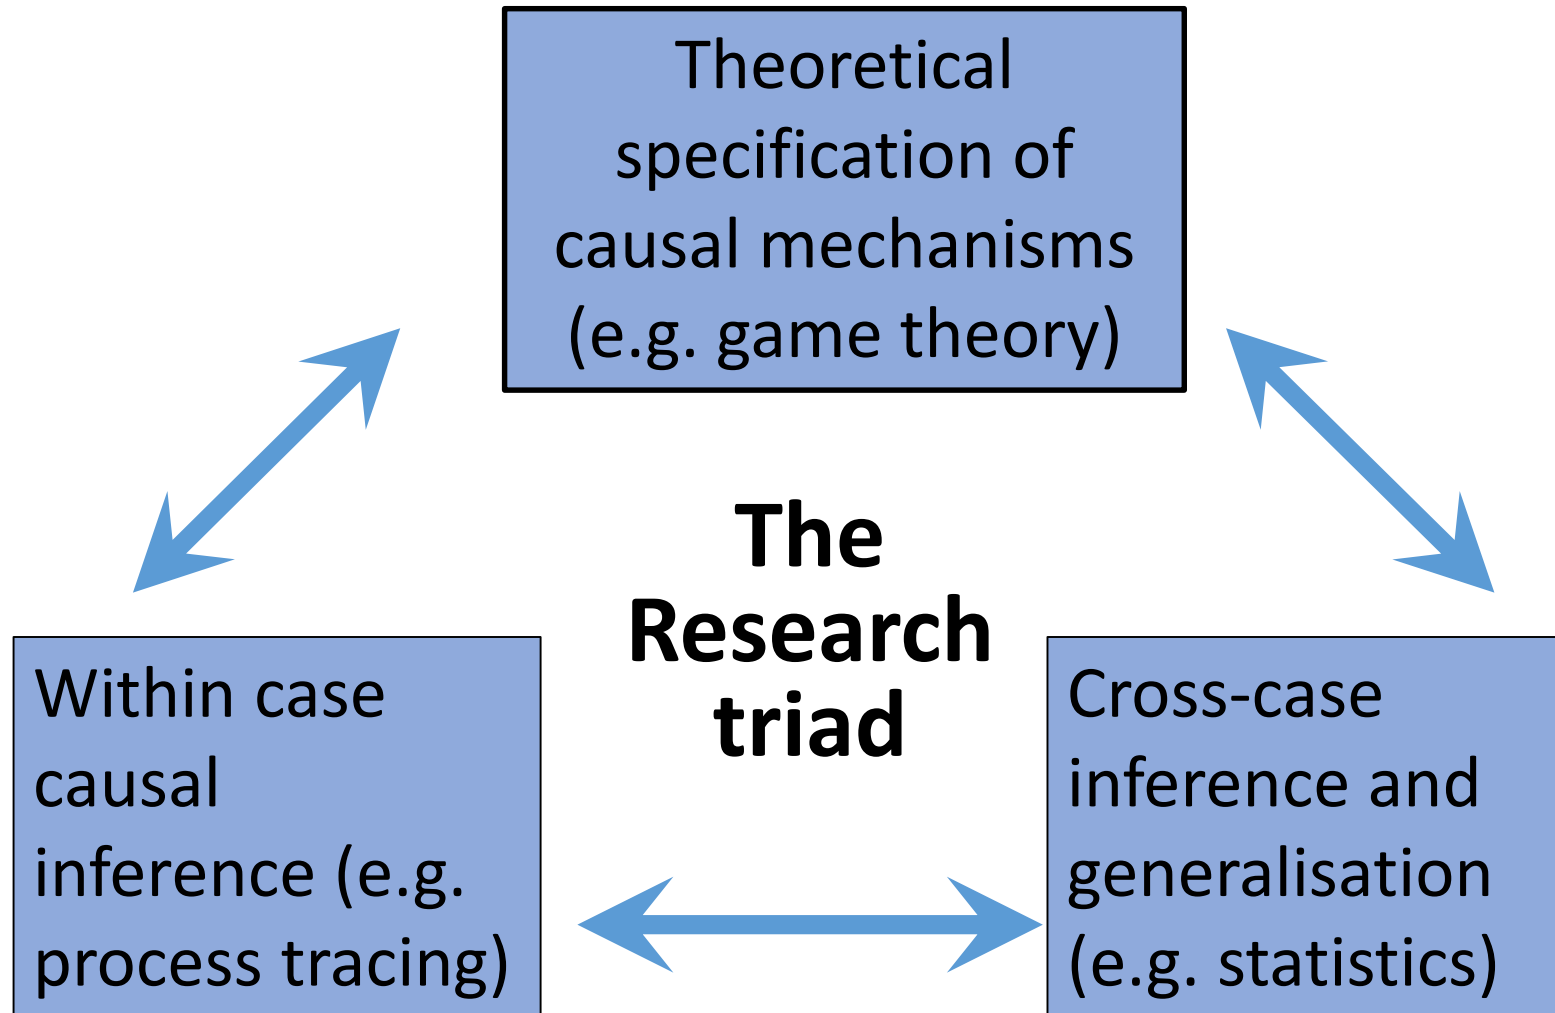 Theoretical
specification of
causal mechanisms
(e.g. game theory)
The
Research
triad
Within case
causal
inference (e.g.
process tracing)
Cross-case
inference and
generalisation
(e.g. statistics)